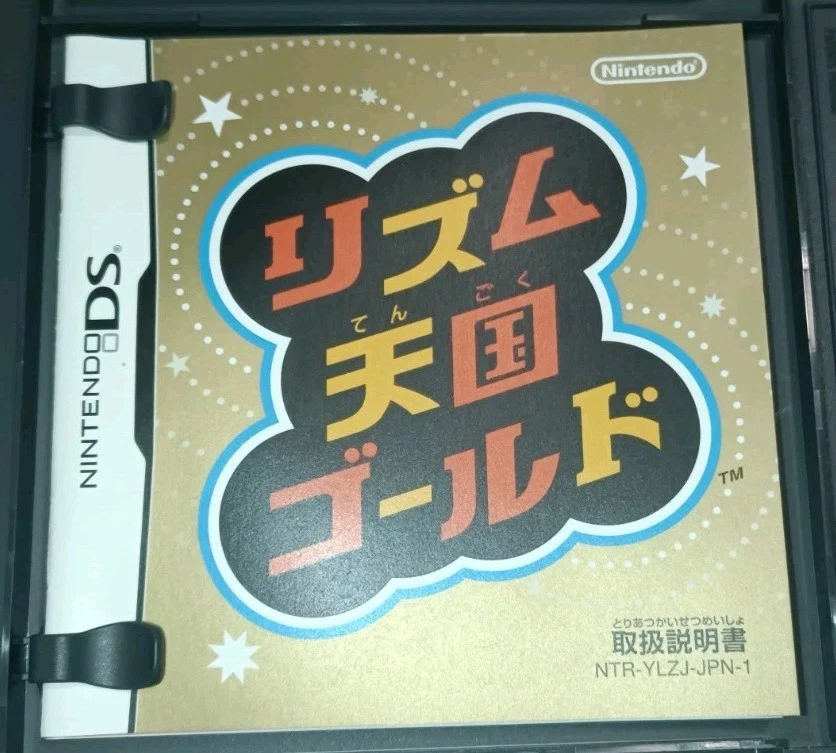 Nintendo®
NINTENDO DS®
リズム
てんごく
天国
ゴールド
TM
とりあつかいせつめいしょ
取扱説明書
NTR-YLZJ-JPN-1